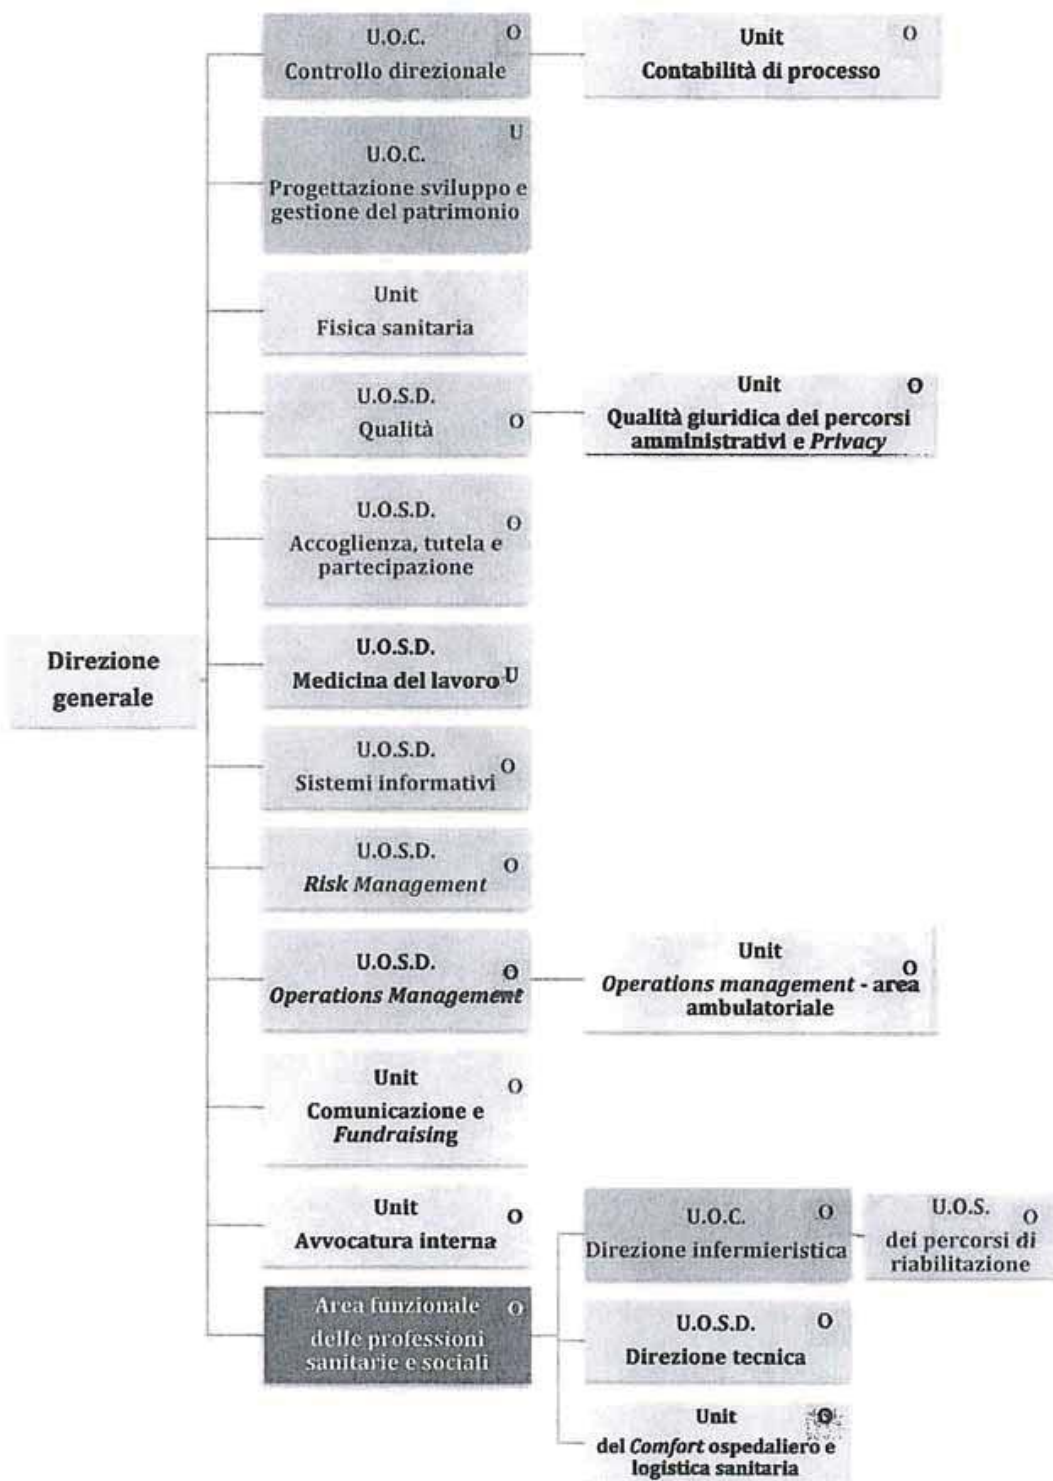 U.O.C. O
Controllo direzionale
Unit O
Contabilità di processo
U.O.C. U
Progettazione sviluppo e
gestione del patrimonio
Unit
Fisica sanitaria
U.O.S.D.
Qualità O
Unit O
Qualità giuridica dei percorsi
amministrativi e Privacy
U.O.S.D. O
Accoglienza, tutela e
partecipazione
Direzione
generale
U.O.S.D.
Medicina del lavoro U
U.O.S.D. O
Sistemi informativi
U.O.S.D. O
Risk Management
U.O.S.D. O
Operations Management
Unit O
Operations management - area
ambulatoriale
Unit O
Comunicazione e
Fundraising
Unit O
Avvocatura interna
Area funzionale O
delle professioni
sanitarie e sociali
U.O.C. O
Direzione infermieristica
U.O.S. O
dei percorsi di
riabilitazione
U.O.S.D. O
Direzione tecnica
Unit O
del Comfort ospedaliero e
logistica sanitaria